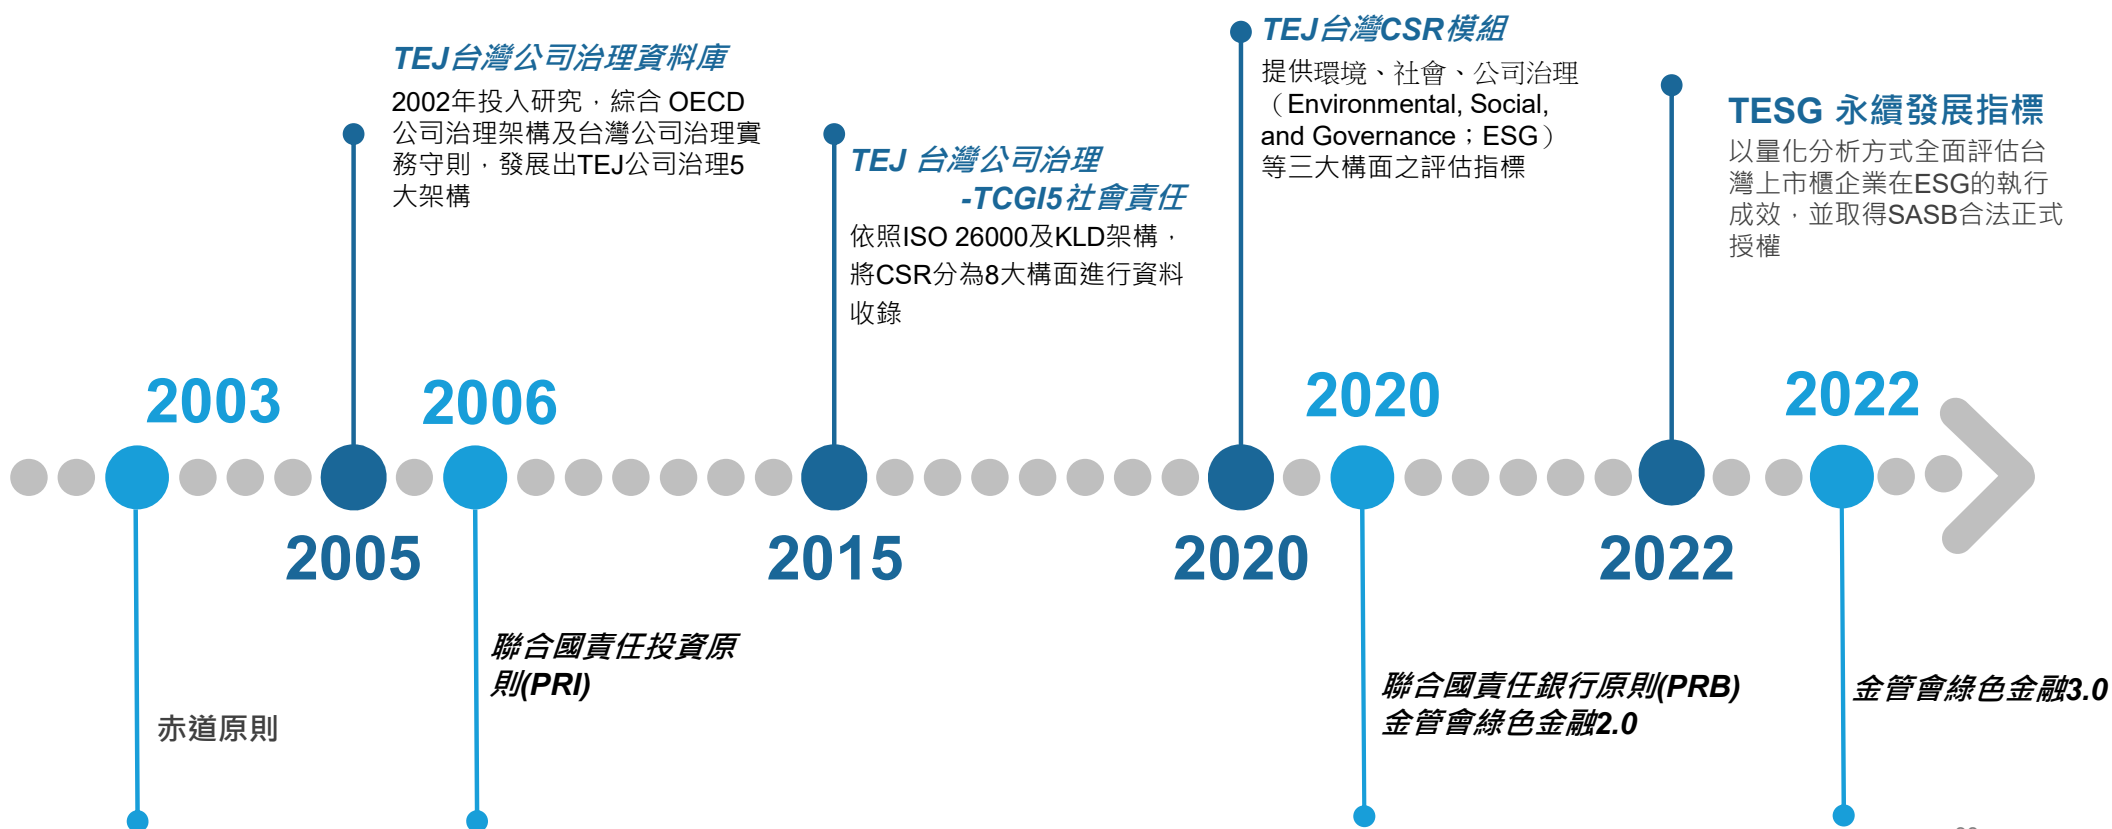 TEJ台灣公司治理資料庫
2002年投入研究，綜合 OECD
公司治理架構及台灣公司治理實
務守則，發展出TEJ公司治理5
大架構
TEJ 台灣公司治理
-TCGI5社會責任
依照ISO 26000及KLD架構，
將CSR分為8大構面進行資料
收錄
TEJ台灣CSR模組
提供環境、社會、公司治理
（Environmental, Social,
and Governance；ESG）
等三大構面之評估指標
TESG 永續發展指標
以量化分析方式全面評估台
灣上市櫃企業在ESG的執行
成效，並取得SASB合法正式
授權
2003
2006
2020
2022
2005
2015
2020
2022
赤道原則
聯合國責任投資原
則(PRI)
聯合國責任銀行原則(PRB)
金管會綠色金融2.0
金管會綠色金融3.0